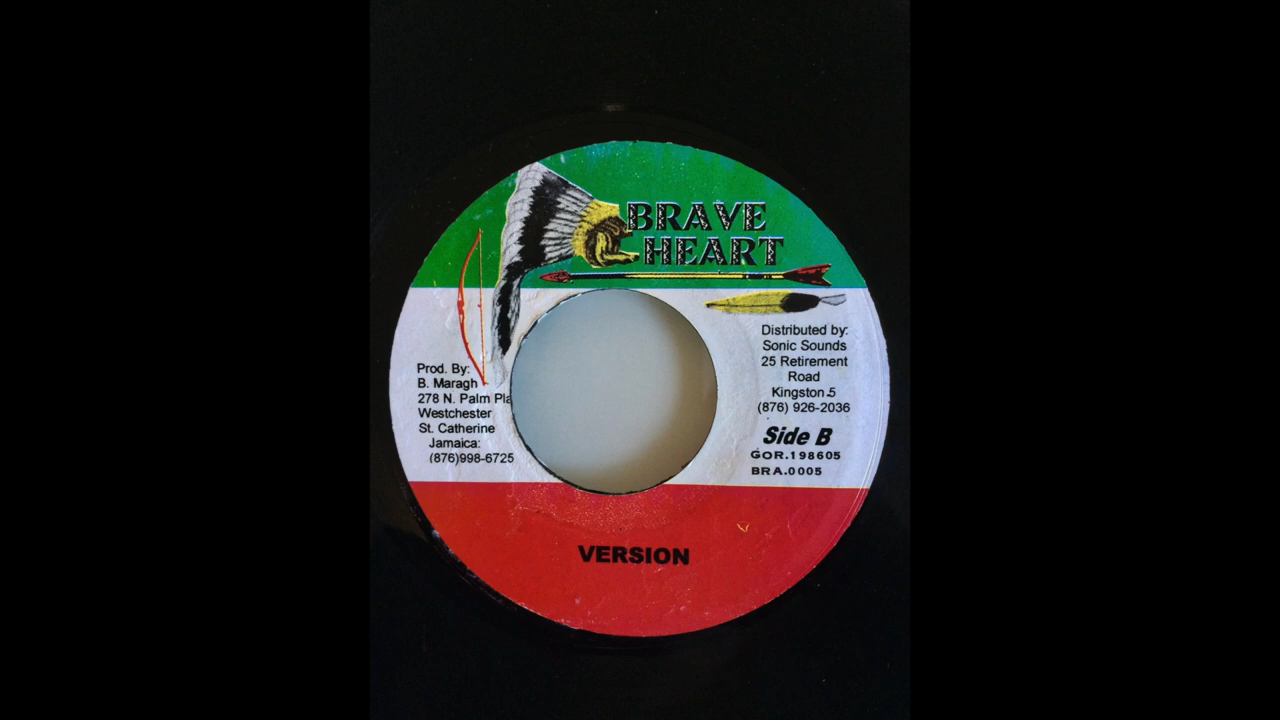 BRAVE
HEART
Prod. By:
B. Maragh
278 N. Palm Pla
Westchester
St. Catherine
Jamaica:
(876)998-6725
Distributed by:
Sonic Sounds
25 Retirement
Road
Kingston 5
(876) 926-2036
Side B
GOR.198605
BRA.0005
VERSION